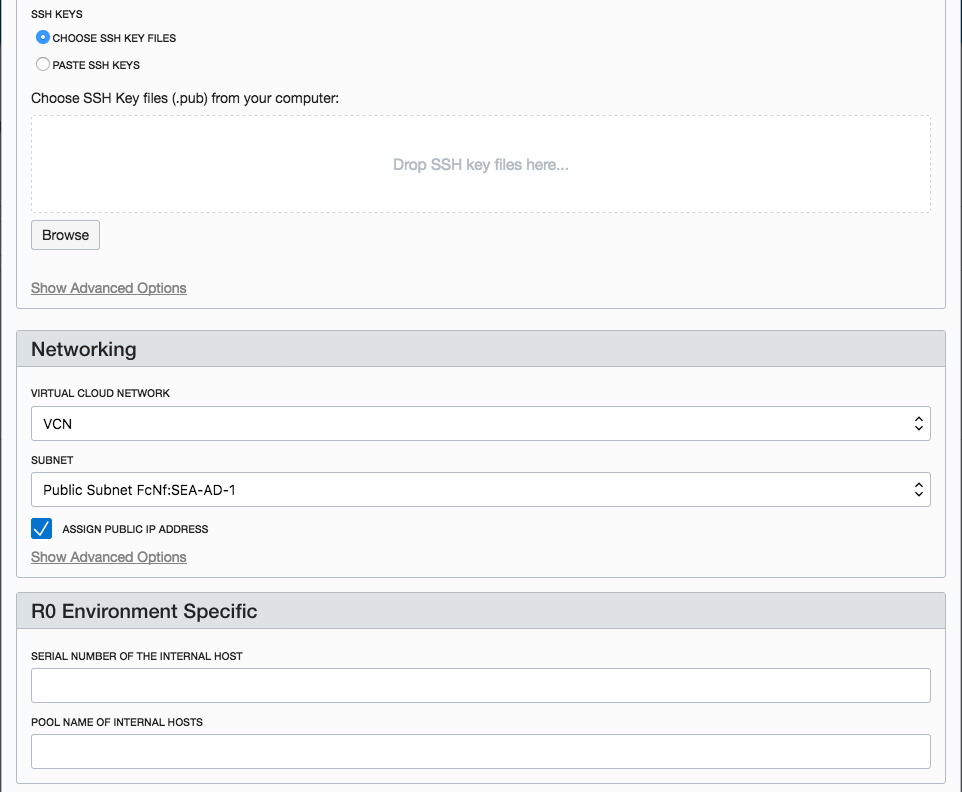 SSH KEYS
CHOOSE SSH KEY FILES
PASTE SSH KEYS
Choose SSH Key files (.pub) from your computer:
Drop SSH key files here...
Browse
Show Advanced Options
Networking
VIRTUAL CLOUD NETWORK
VCN
SUBNET
Public Subnet FcNf:SEA-AD-1
ASSIGN PUBLIC IP ADDRESS
Show Advanced Options
R0 Environment Specific
SERIAL NUMBER OF THE INTERNAL HOST
POOL NAME OF INTERNAL HOSTS